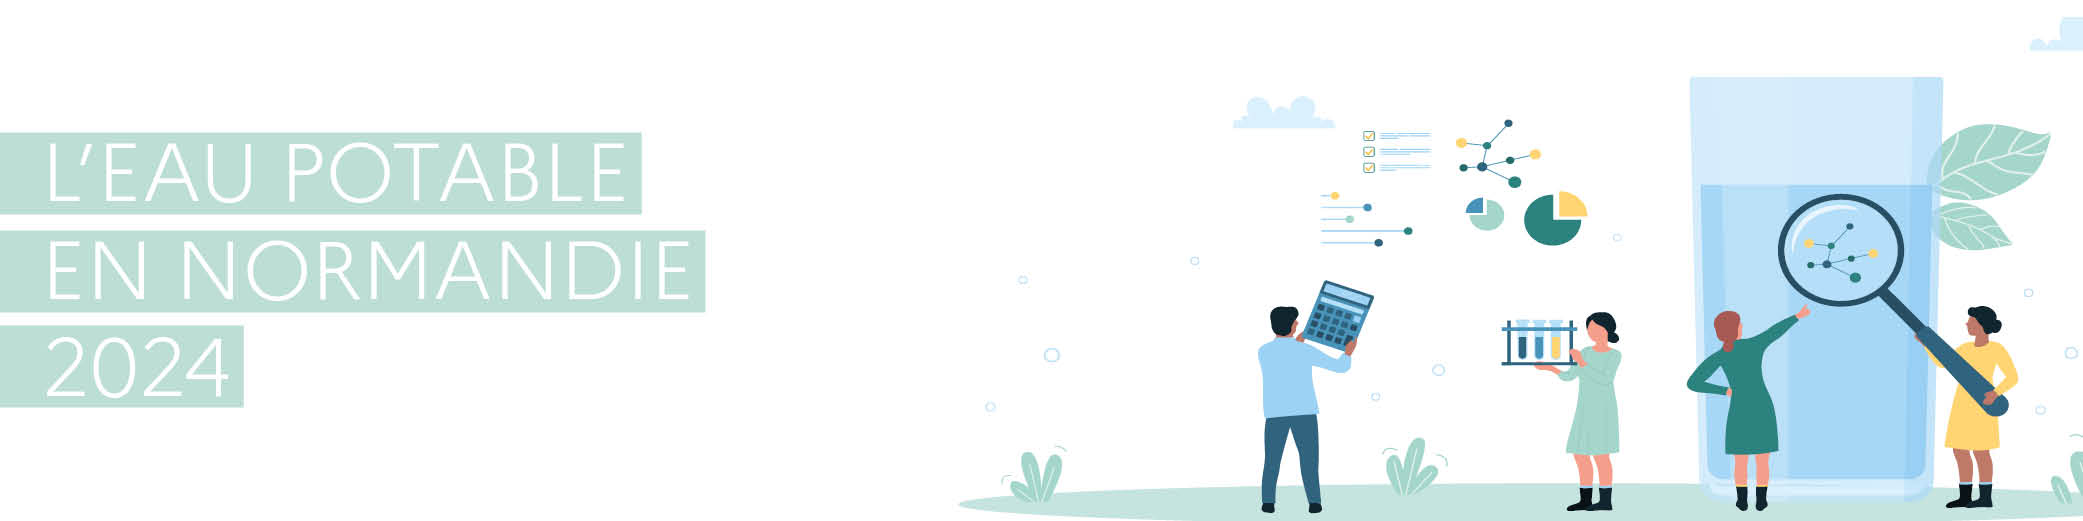 L'EAU POTABLE
EN NORMANDIE
2024